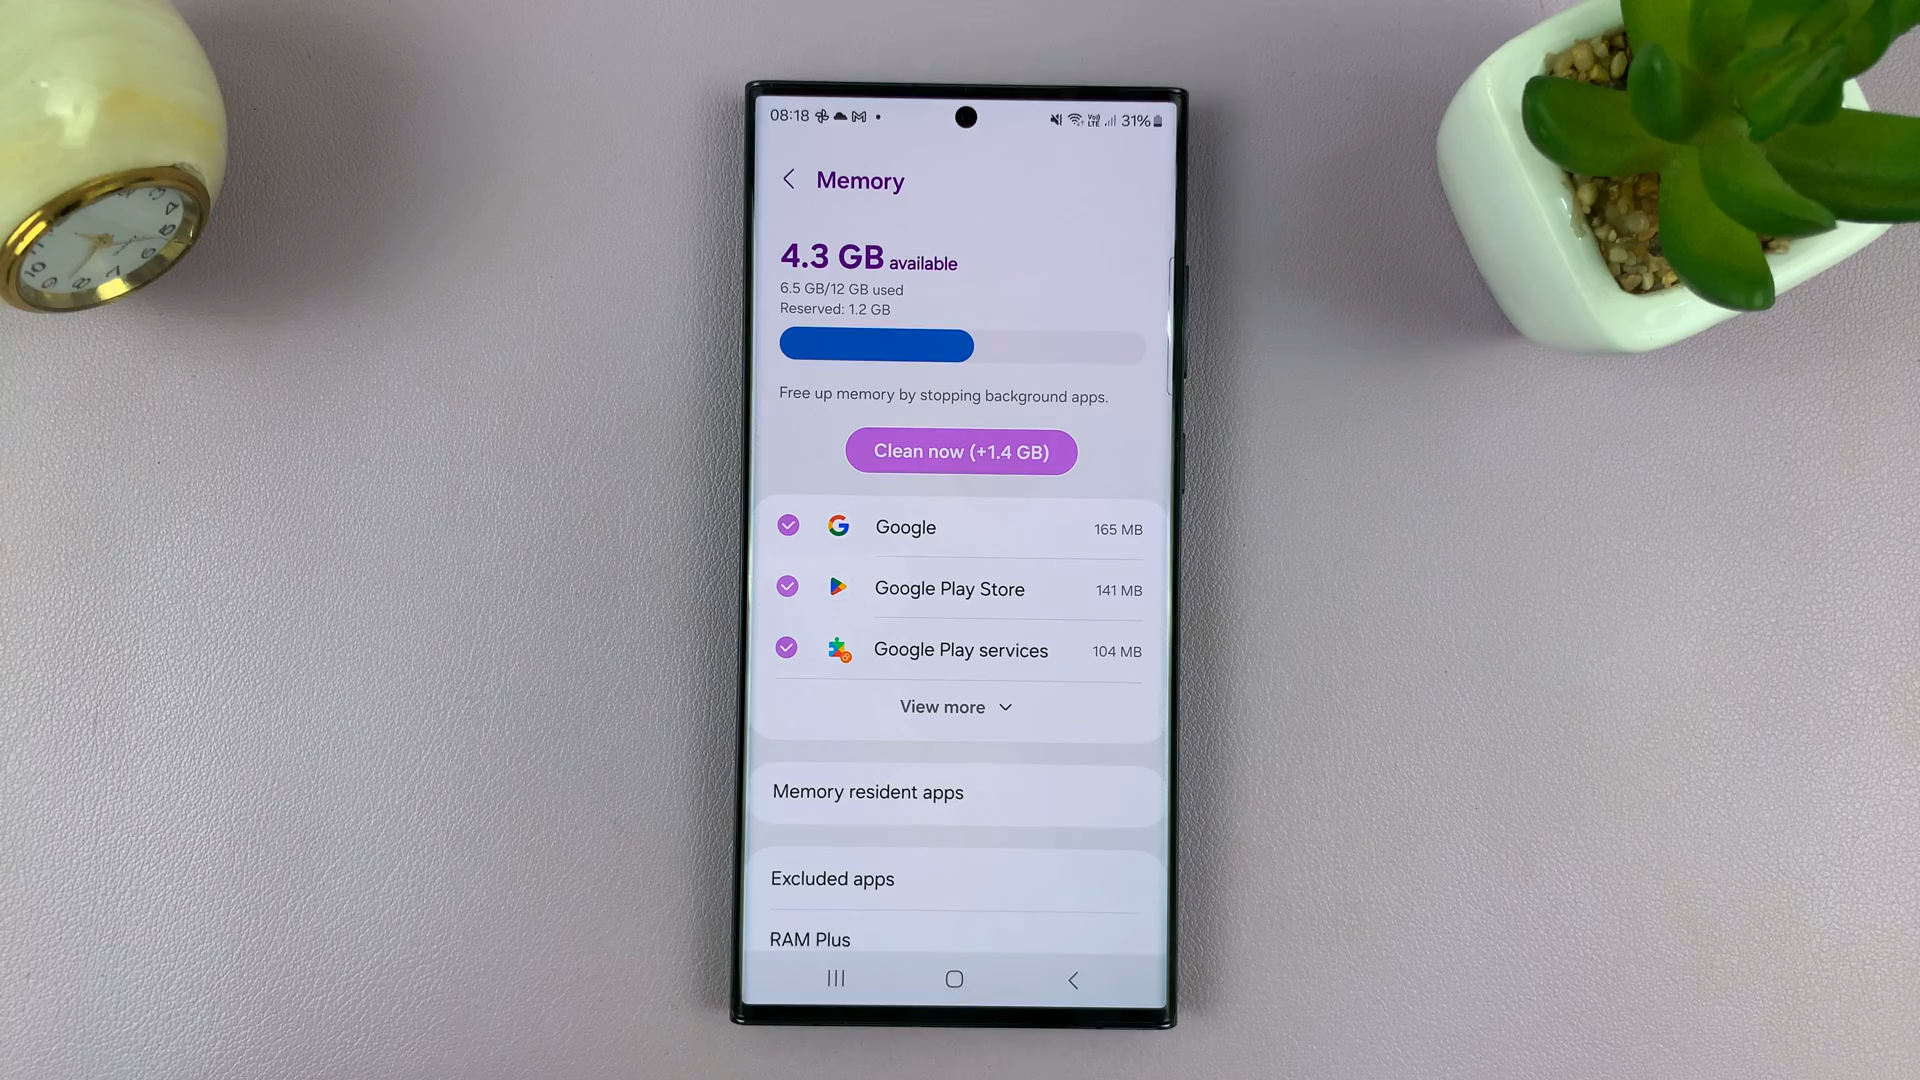 08:18
31%
Memory
4.3 GB available
6.5 GB/12 GB used
Reserved: 1.2 GB
Free up memory by stopping background apps.
Clean now (+1.4 GB)
Google 165 MB
Google Play Store 141 MB
Google Play services 104 MB
View more
Memory resident apps
Excluded apps
RAM Plus